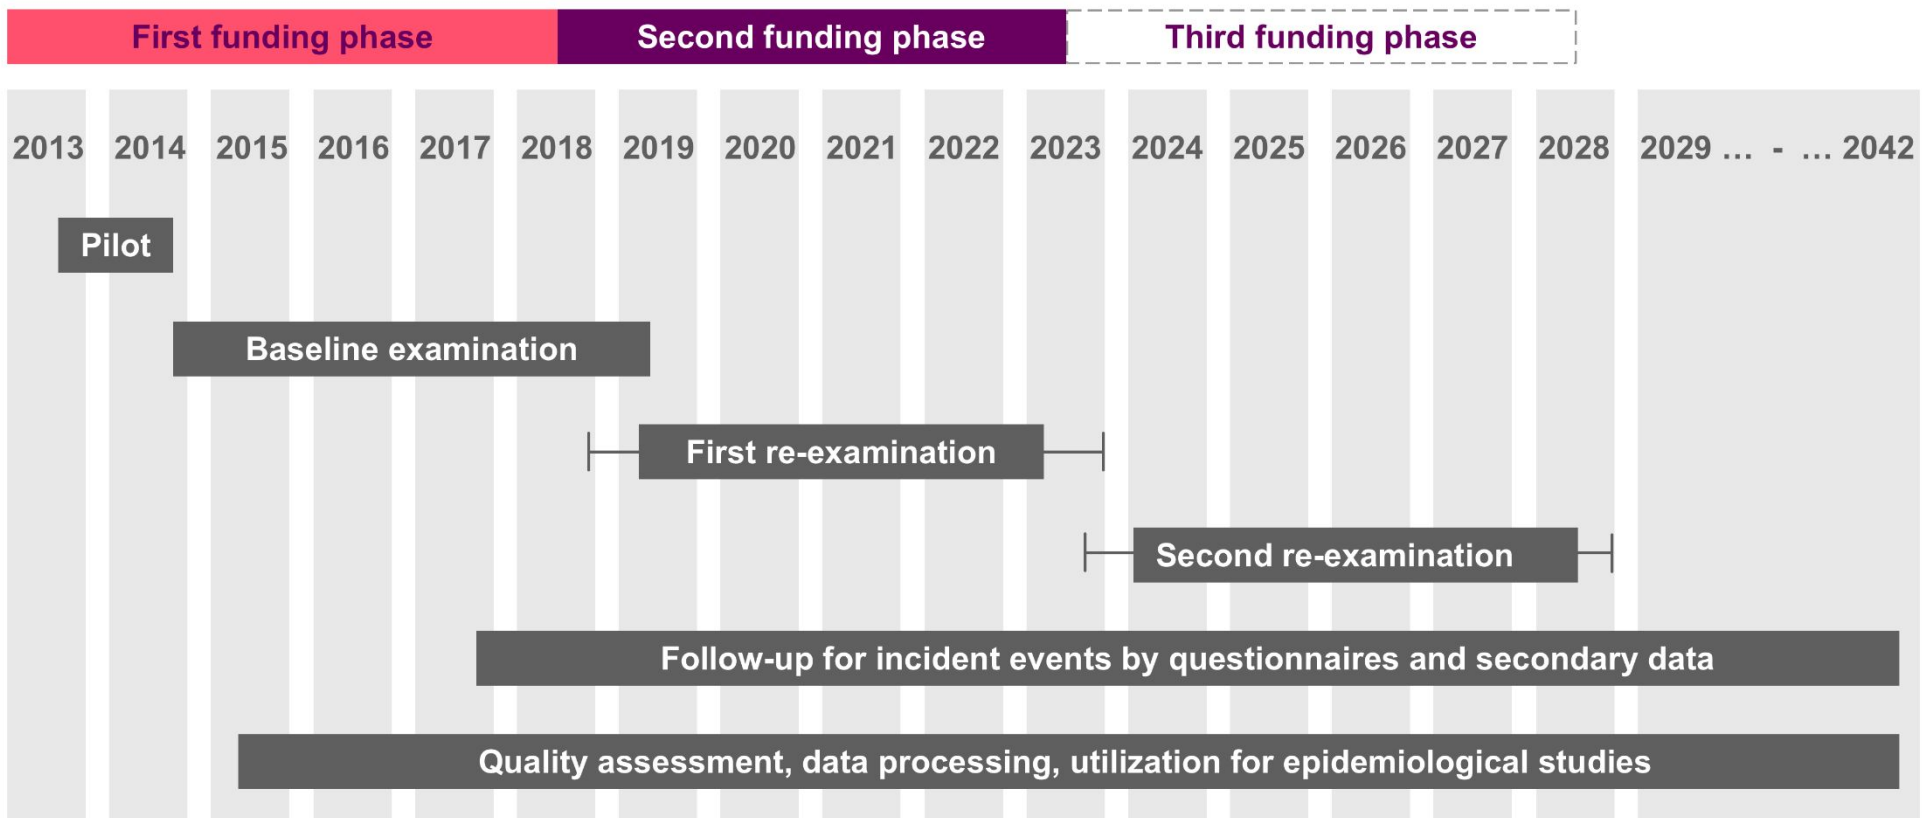 First funding phase Second funding phase Third funding phase
2013 2014 2015 2016 2017 2018 2019 2020 2021 2022 2023 2024 2025 2026 2027 2028 2029 ... - ... 2042
Pilot
Baseline examination
First re-examination
Second re-examination
Follow-up for incident events by questionnaires and secondary data
Quality assessment, data processing, utilization for epidemiological studies